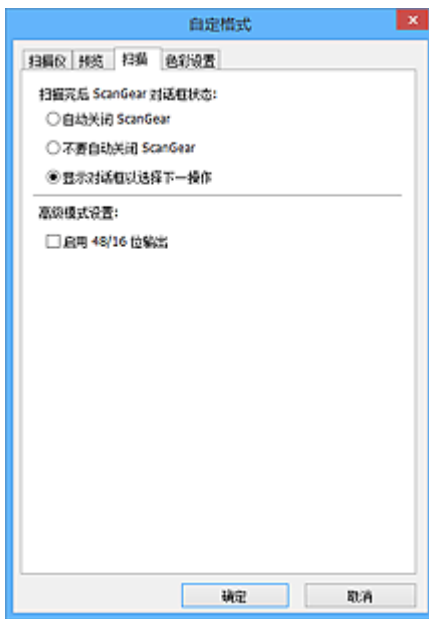 自定模式
扫描仪 预览 扫描 色彩设置
扫描完后 ScanGear 对话框状态:
自动关闭 ScanGear
不要自动关闭 ScanGear
显示对话框以选择下一操作
高级模式设置:
启用 48/16 位输出
确定 取消